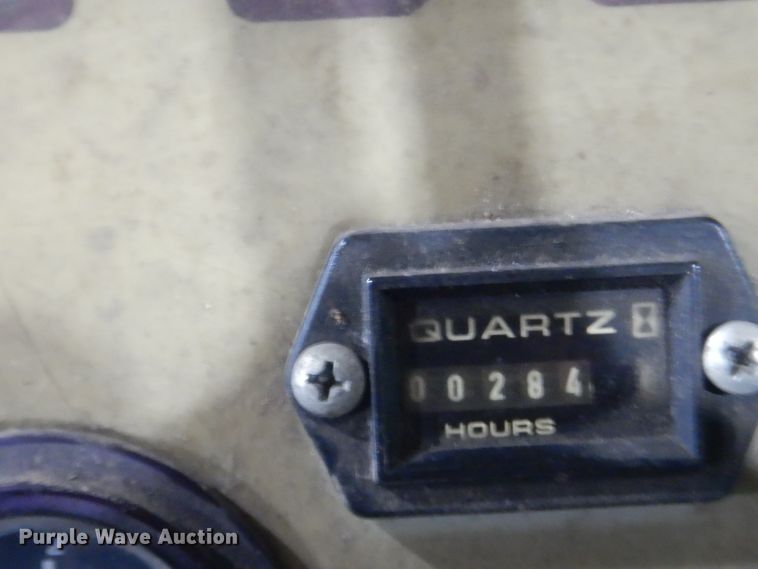 QUARTZ
00284
HOURS
Purple Wave Auction